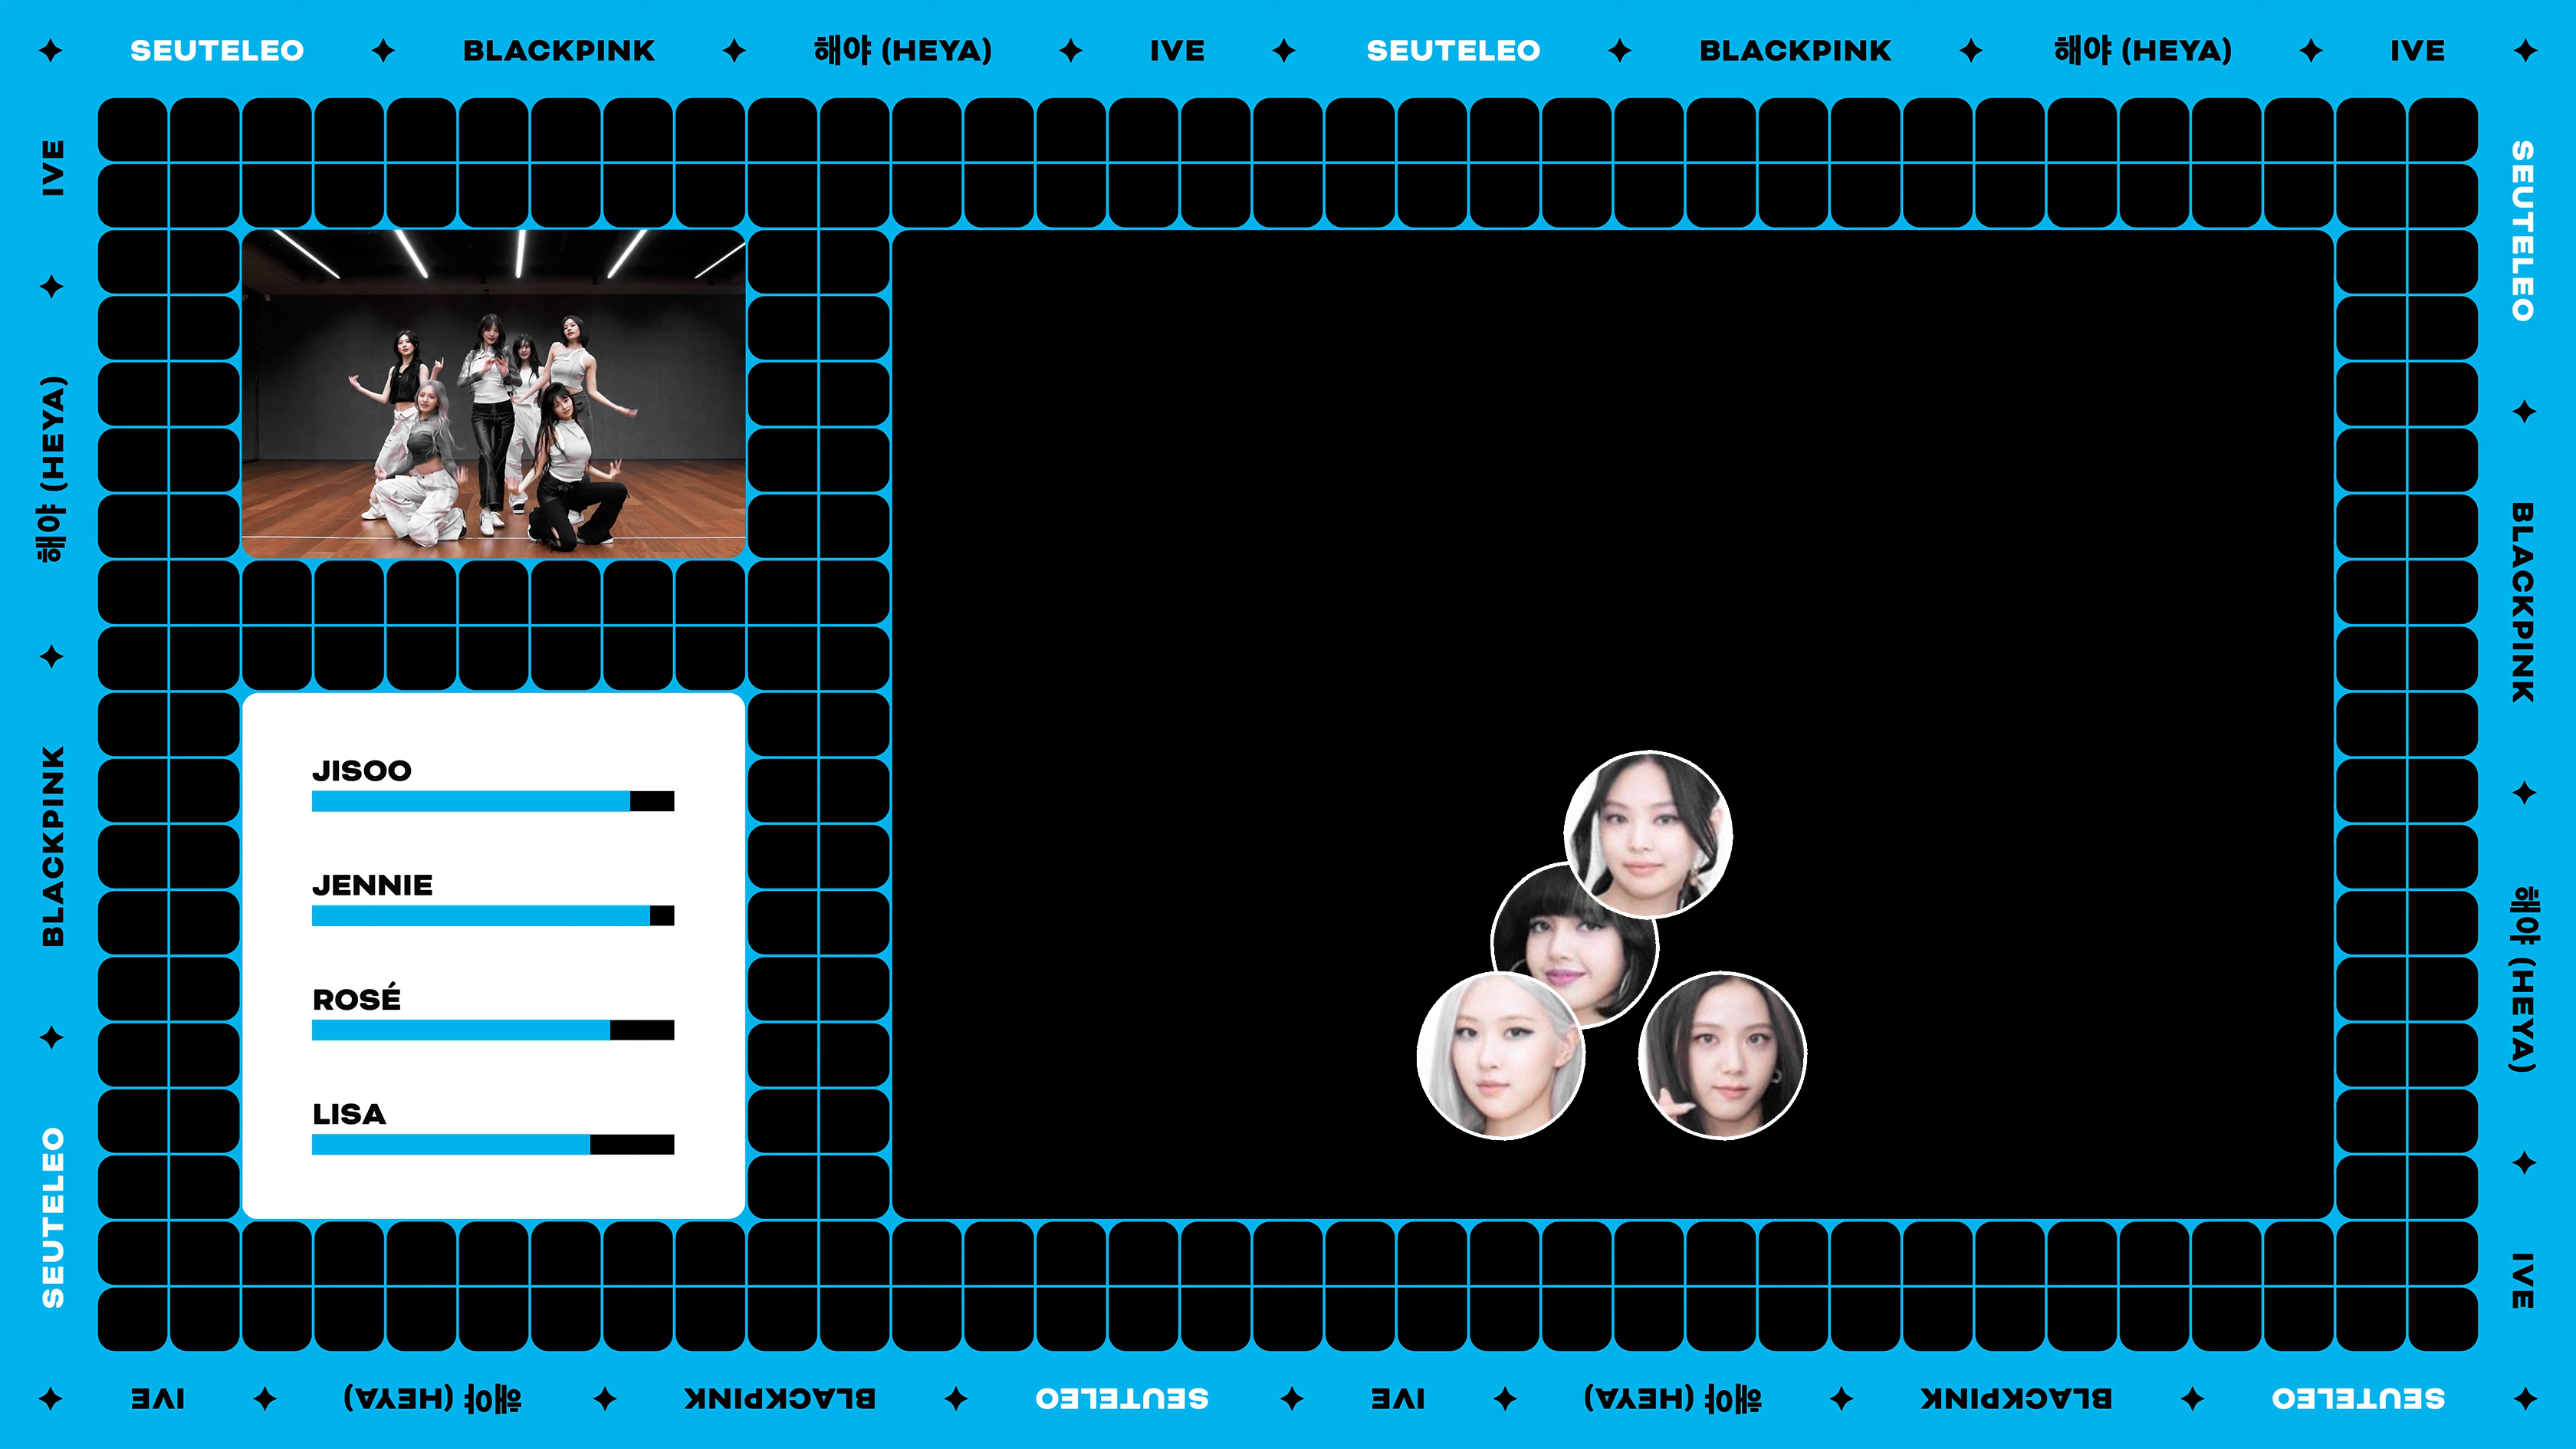 ✦ SEUTELEO ✦ BLACKPINK ✦ 해야 (HEYA) ✦ IVE ✦ SEUTELEO ✦ BLACKPINK ✦ 해야 (HEYA) ✦ IVE ✦
SEUTELEO ✦ BLACKPINK ✦ 해야 (HEYA) ✦ IVE
JISOO
JENNIE
ROSÉ
LISA
SEUTELEO ✦ BLACKPINK ✦ 해야 (HEYA) ✦ IVE
✦ SEUTELEO ✦ BLACKPINK ✦ 해야 (HEYA) ✦ IVE ✦ SEUTELEO ✦ BLACKPINK ✦ 해야 (HEYA) ✦ IVE ✦